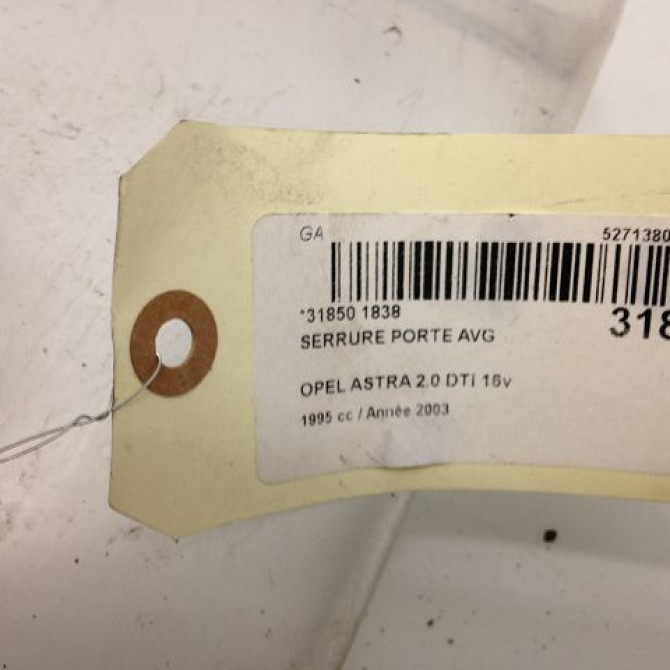 GA 5271380
*31850 1838
318
SERRURE PORTE AVG
OPEL ASTRA 2.0 DTI 16v
1995 cc / Année 2003